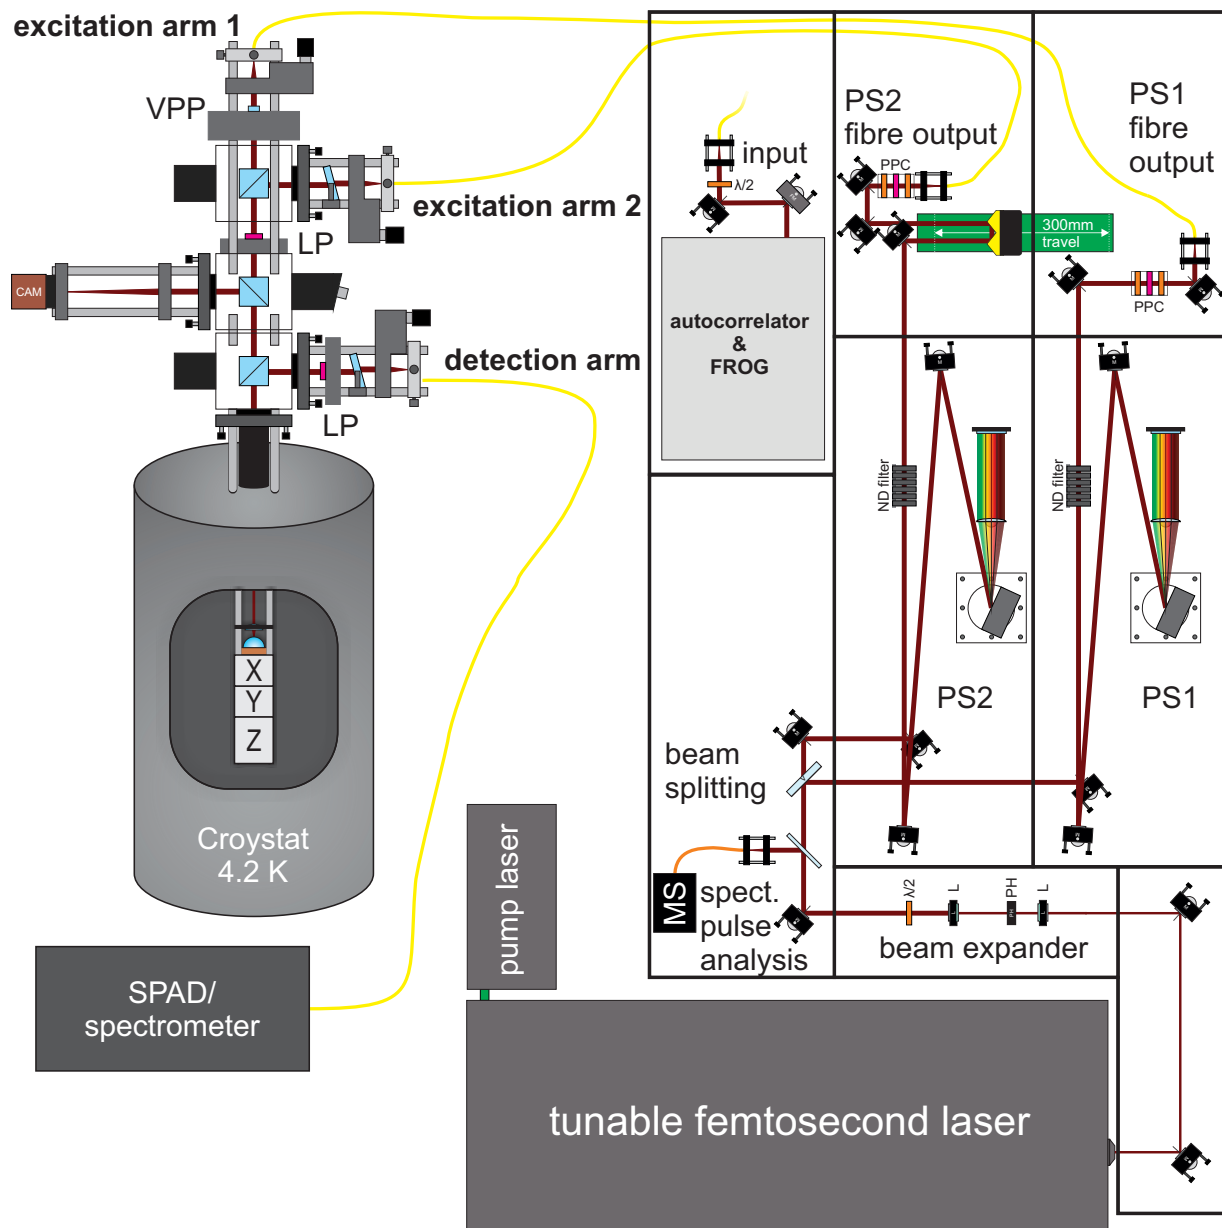 excitation arm 1
VPP
excitation arm 2
LP
CAM
detection arm
LP
X
Y
Z
Croystat
4.2 K
SPAD/
spectrometer
pump laser
tunable femtosecond laser
input
λ/2
autocorrelator
&
FROG
PS2
fibre output
PPC
300mm
travel
PS1
fibre
output
PPC
ND filter
ND filter
PS2
PS1
beam
splitting
MS
spect.
pulse
analysis
λ/2
L
PH
L
PH
beam expander